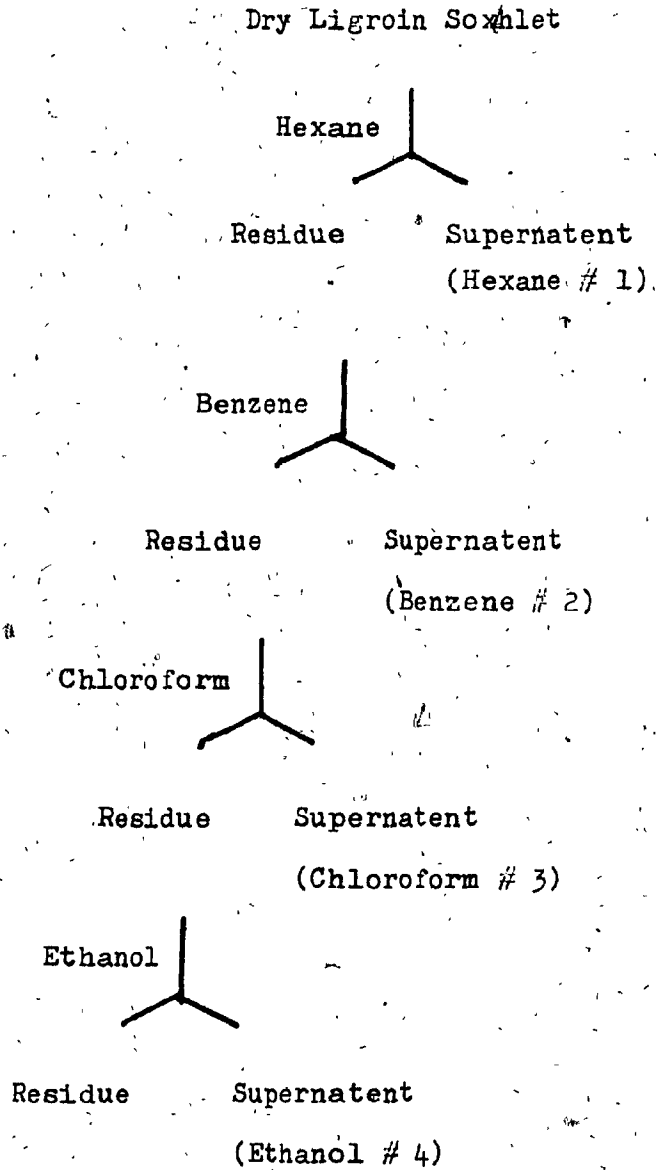 Dry Ligroin Soxhlet
Hexane
Residue Supernatent
(Hexane # 1)
Benzene
Residue Supernatent
(Benzene # 2)
Chloroform
Residue Supernatent
(Chloroform # 3)
Ethanol
Residue Supernatent
(Ethanol # 4)